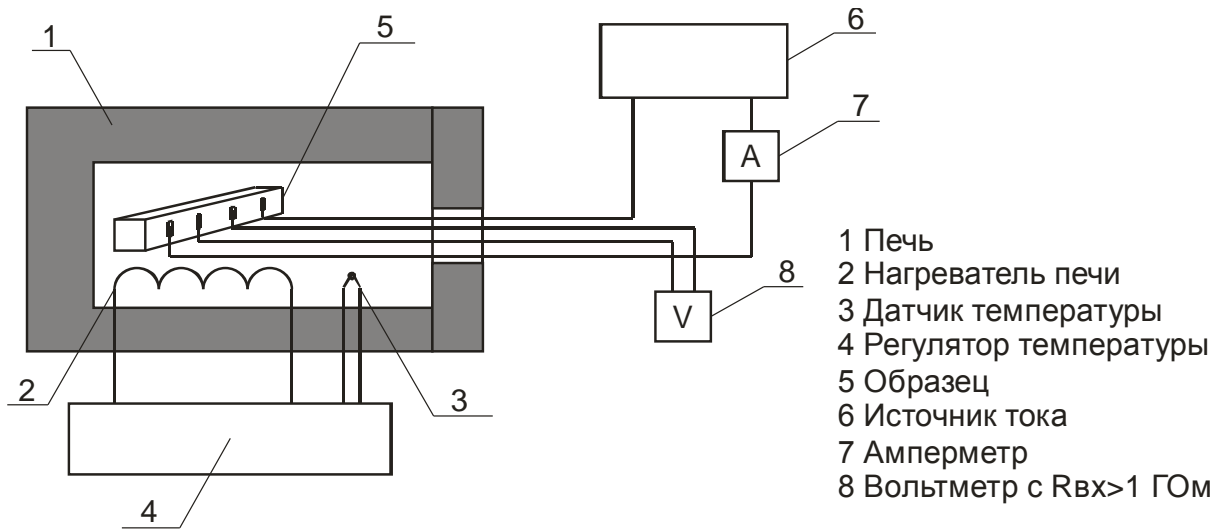 1
5
6
7
A
1 Печь
2 Нагреватель печи
8
3 Датчик температуры
V
4 Регулятор температуры
5 Образец
2
3
6 Источник тока
7 Амперметр
8 Вольтметр с Rвх>1 ГОм
4